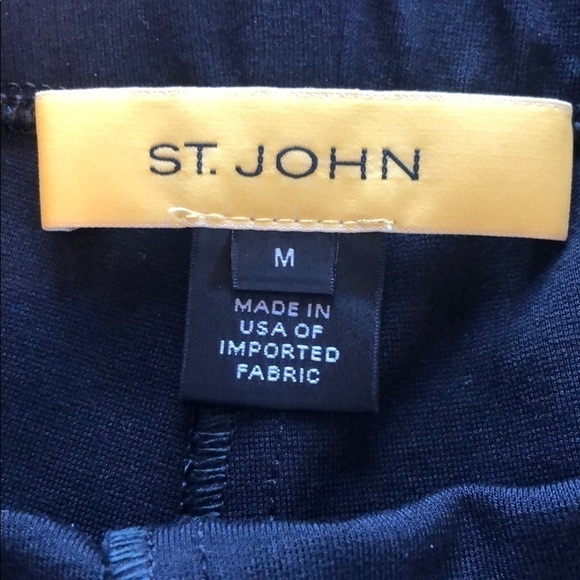 ST. JOHN
M
MADE IN
USA OF
IMPORTED
FABRIC